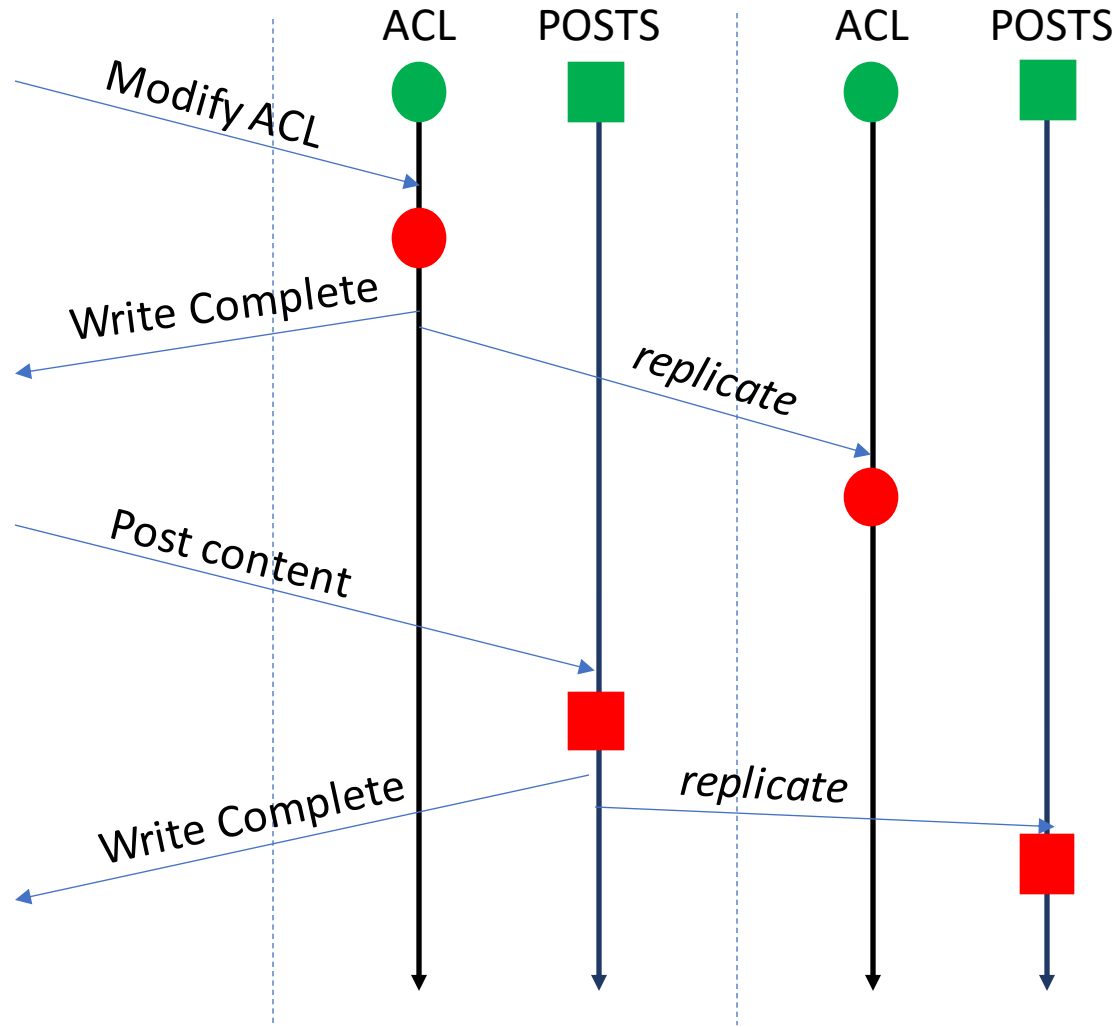 ACL
POSTS
ACL
POSTS
Modify ACL
Write Complete
replicate
Post content
replicate
Write Complete